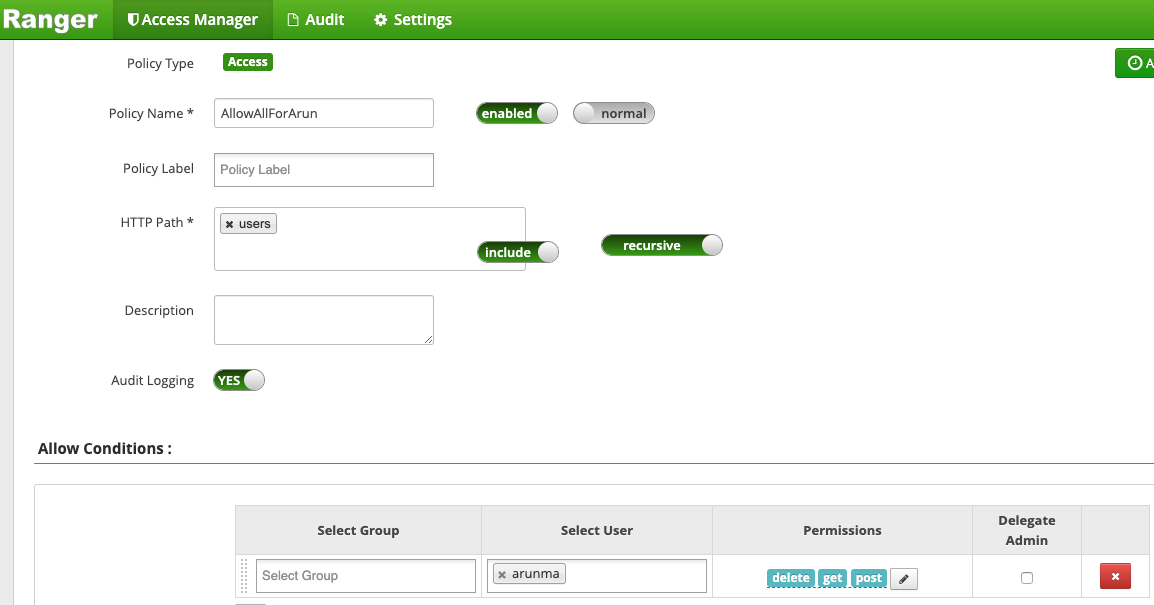 Ranger Access Manager Audit Settings
Policy Type Access A
Policy Name * AllowAllForArun enabled normal
Policy Label Policy Label
HTTP Path * × users
include recursive
Description
Audit Logging YES
Allow Conditions :
Select Group Select User Permissions Delegate Admin
Select Group × arunma delete get post ×